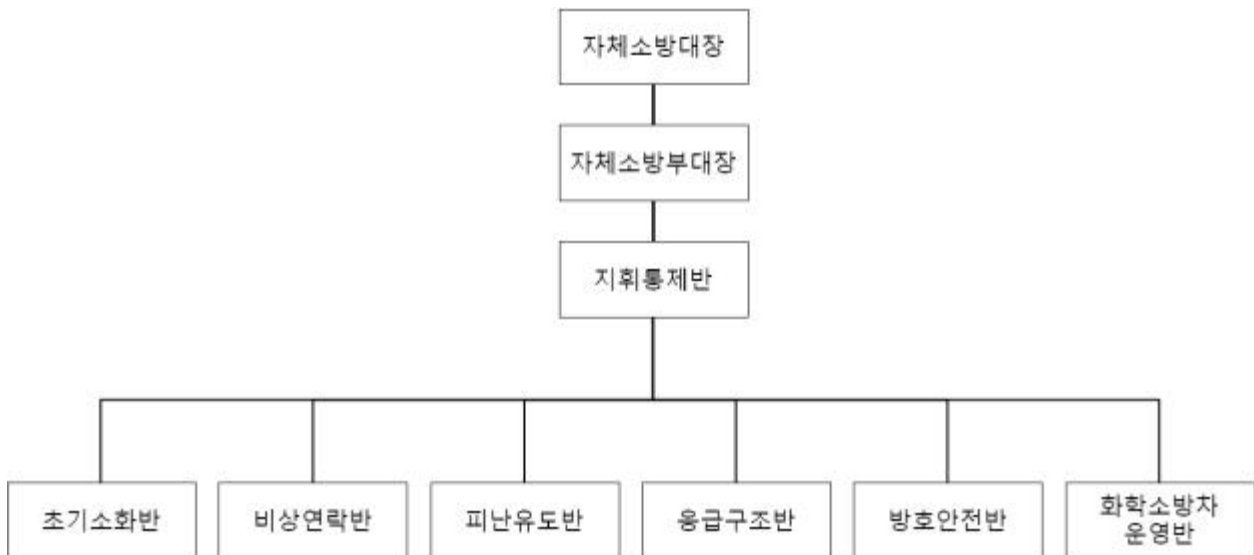 자체소방대장
자체소방부대장
지휘통제반
초기소화반
비상연락반
피난유도반
응급구조반
방호안전반
화학소방차
운영반